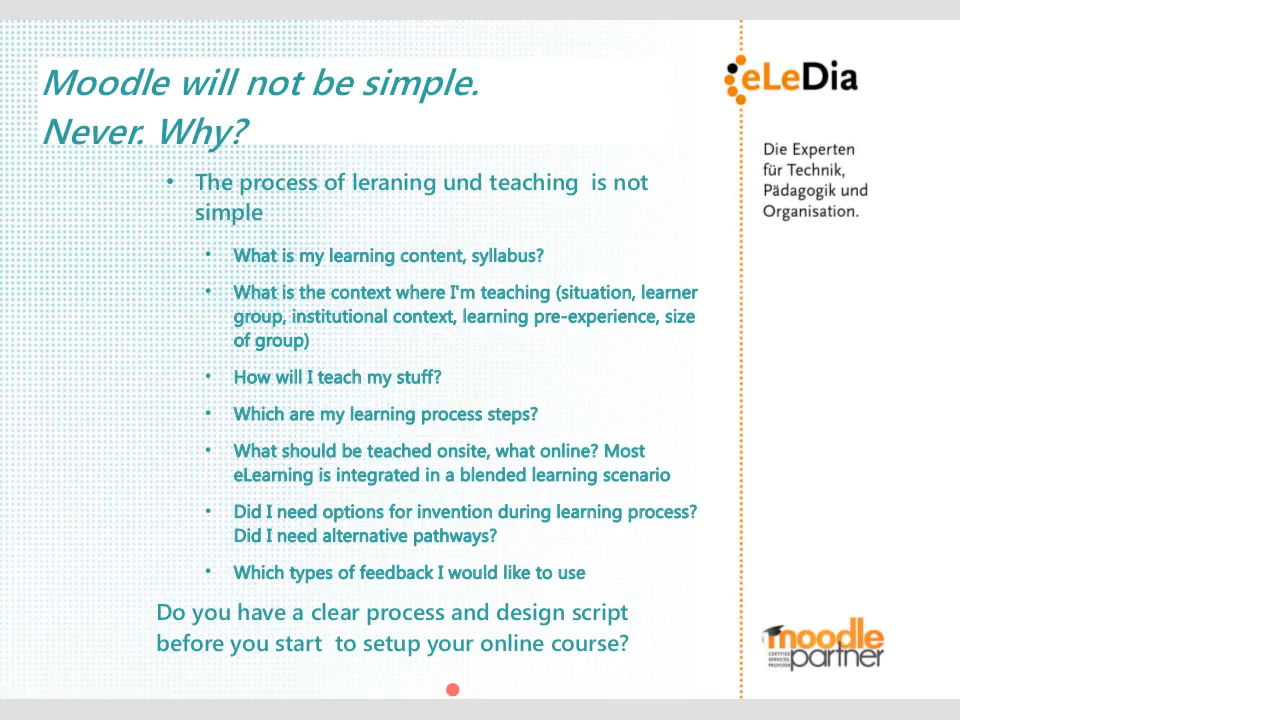 Moodle will not be simple.
Never. Why?
• The process of leraning und teaching is not
simple
• What is my learning content, syllabus?
• What is the context where I'm teaching (situation, learner
group, institutional context, learning pre-experience, size
of group)
• How will I teach my stuff?
• Which are my learning process steps?
• What should be teached onsite, what online? Most
eLearning is integrated in a blended learning scenario
• Did I need options for invention during learning process?
Did I need alternative pathways?
• Which types of feedback I would like to use
Do you have a clear process and design script
before you start to setup your online course?
eLeDia
Die Experten
für Technik,
Pädagogik und
Organisation.
moodle
CERTIFIED
SERVICES
PROVIDER
partner